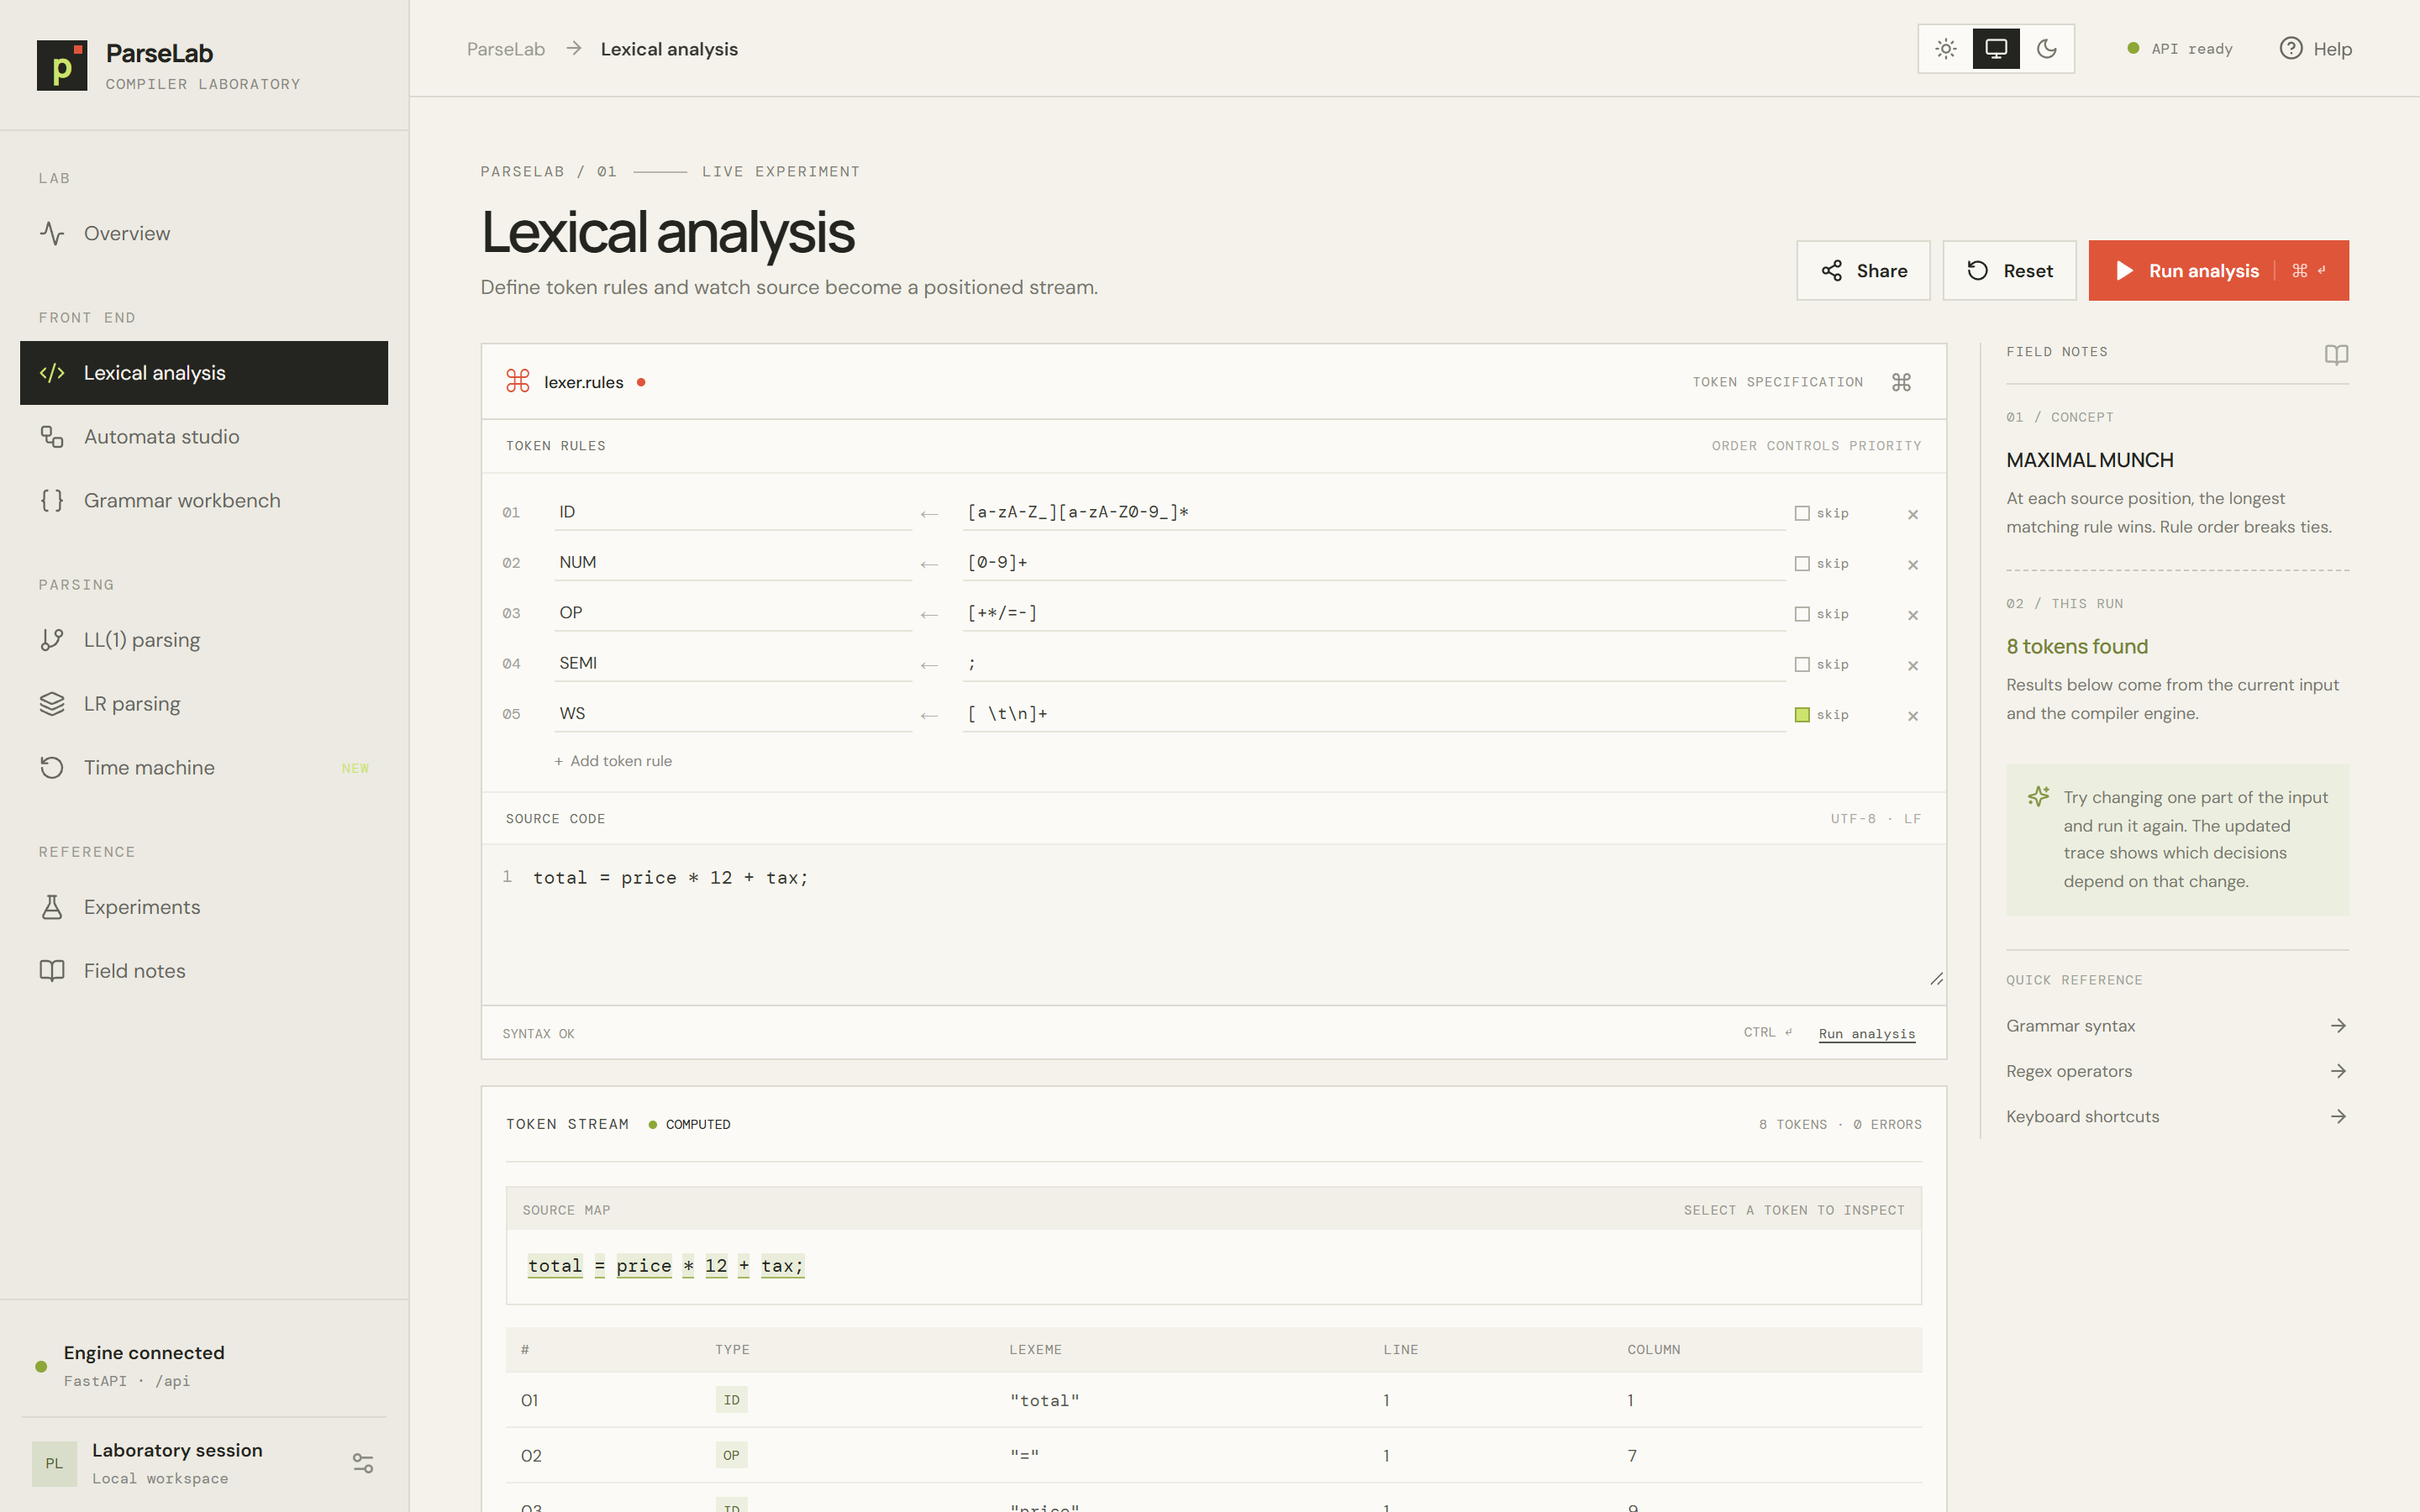 p
ParseLab
COMPILER LABORATORY
LAB
Overview
FRONT END
Lexical analysis
Automata studio
Grammar workbench
PARSING
LL(1) parsing
LR parsing
Time machine NEW
REFERENCE
Experiments
Field notes
Engine connected
FastAPI · /api
PL
Laboratory session
Local workspace
ParseLab → Lexical analysis
API ready
Help
PARSELAB / 01 LIVE EXPERIMENT
Lexical analysis
Define token rules and watch source become a positioned stream.
Share
Reset
Run analysis ⌘ ↵
⌘ lexer.rules TOKEN SPECIFICATION ⌘
TOKEN RULES ORDER CONTROLS PRIORITY
01 ID ← [a-zA-Z_][a-zA-Z0-9_]* skip ×
02 NUM ← [0-9]+ skip ×
03 OP ← [+*/=-] skip ×
04 SEMI ← ; skip ×
05 WS ← [ \t\n]+ skip ×
+ Add token rule
SOURCE CODE UTF-8 · LF
1 total = price * 12 + tax;
SYNTAX OK CTRL ↵ Run analysis
TOKEN STREAM COMPUTED 8 TOKENS · 0 ERRORS
SOURCE MAP SELECT A TOKEN TO INSPECT
total = price * 12 + tax;
# TYPE LEXEME LINE COLUMN
01 ID "total" 1 1
02 OP "=" 1 7
03 ID "price" 1 9
FIELD NOTES
01 / CONCEPT
MAXIMAL MUNCH
At each source position, the longest
matching rule wins. Rule order breaks ties.
02 / THIS RUN
8 tokens found
Results below come from the current input
and the compiler engine.
Try changing one part of the input
and run it again. The updated
trace shows which decisions
depend on that change.
QUICK REFERENCE
Grammar syntax →
Regex operators →
Keyboard shortcuts →